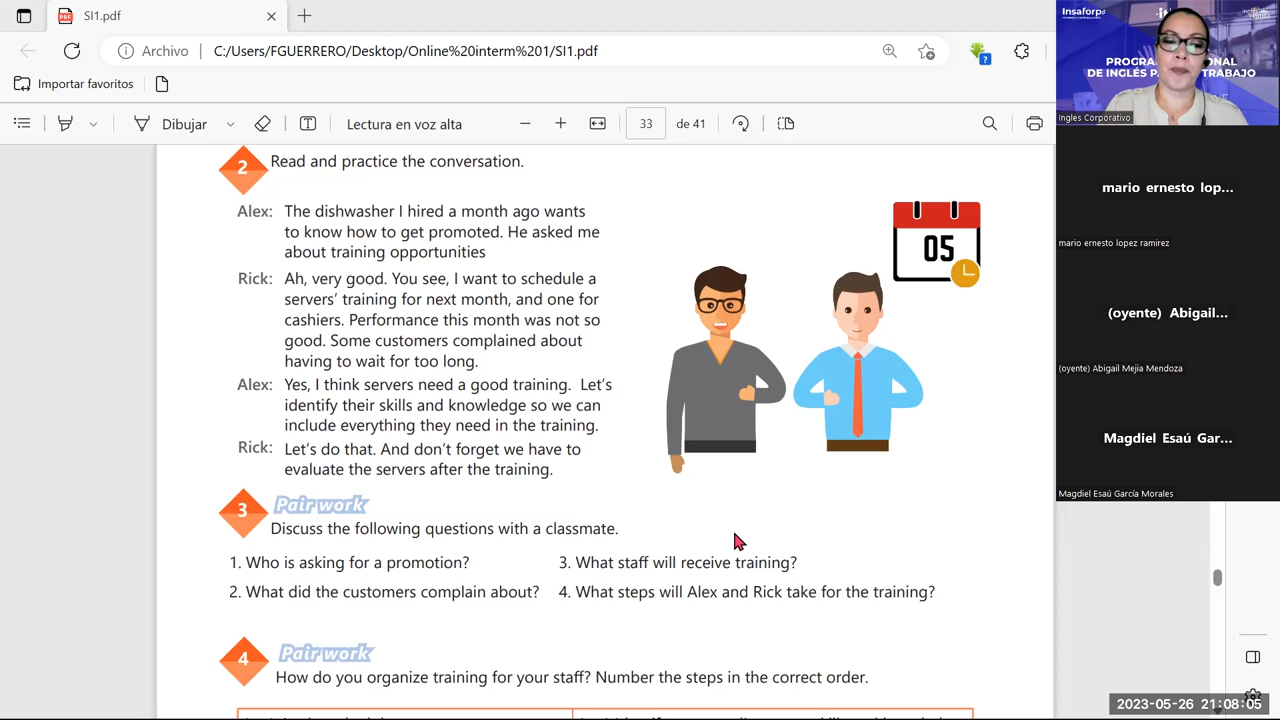 SI1.pdf
Archivo
C:/Users/FGUERRERO/Desktop/Online%20interm%201/SI1.pdf
Importar favoritos
Dibujar
Lectura en voz alta
33
de 41
2
Read and practice the conversation.
Alex: The dishwasher I hired a month ago wants
to know how to get promoted. He asked me
about training opportunities
Rick: Ah, very good. You see, I want to schedule a
servers' training for next month, and one for
cashiers. Performance this month was not so
good. Some customers complained about
having to wait for too long.
Alex: Yes, I think servers need a good training. Let's
identify their skills and knowledge so we can
include everything they need in the training.
Rick: Let's do that. And don't forget we have to
evaluate the servers after the training.
05
3
Pair work
Discuss the following questions with a classmate.
1. Who is asking for a promotion?
2. What did the customers complain about?
3. What staff will receive training?
4. What steps will Alex and Rick take for the training?
4
Pair work
How do you organize training for your staff? Number the steps in the correct order.
Insaforp
Ingles Corporativo
mario ernesto lop...
mario ernesto lopez ramirez
(oyente) Abigail...
(oyente) Abigail Mejia Mendoza
Magdiel Esaú Gar...
Magdiel Esaú García Morales
2023-05-26 21:08:05